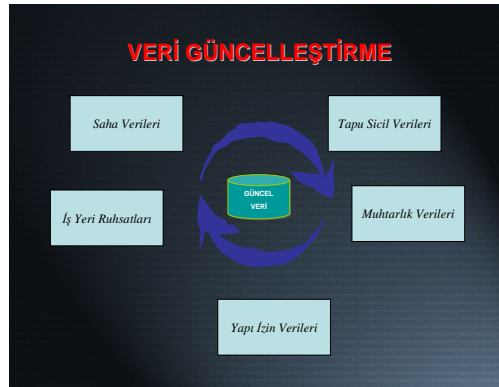 VERİ GÜNCELLEŞTİRME
Saha Verileri
Tapu Sicil Verileri
GÜNCEL
VERİ
İş Yeri Ruhsatları
Muhtarlık Verileri
Yapı İzin Verileri